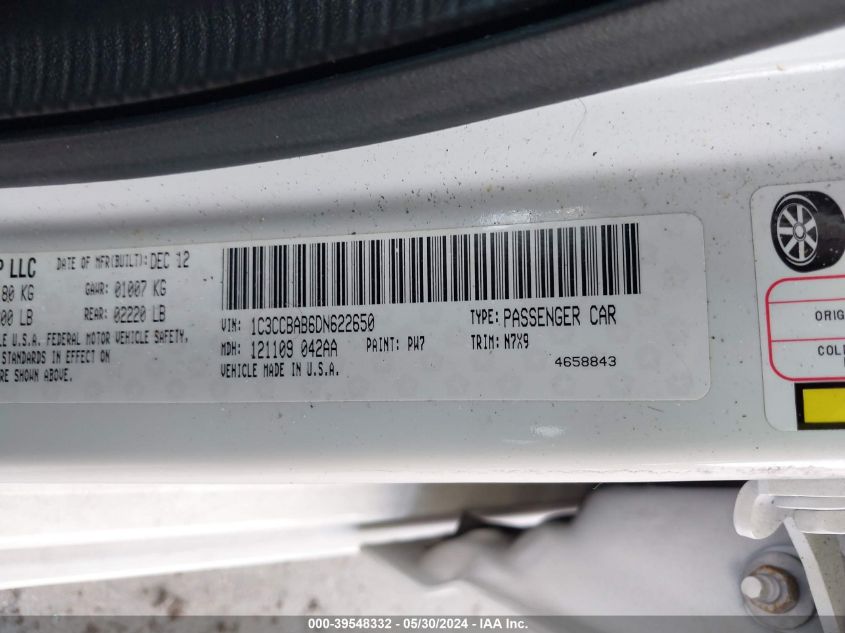 P LLC DATE OF MFR(BUILT): DEC 12
80 KG GAWR: 01007 KG
00 LB REAR: 02220 LB
U.S.A. FEDERAL MOTOR VEHICLE SAFETY,
STANDARDS IN EFFECT ON
RE SHOWN ABOVE.
VIN: 1C3CCBAB6DN622650 TYPE: PASSENGER CAR
MDH: 121109 042AA PAINT: PW7 TRIM: N7X9
VEHICLE MADE IN U.S.A. 4658843
ORIG
COL
000-39548332 - 05/30/2024 - IAA Inc.